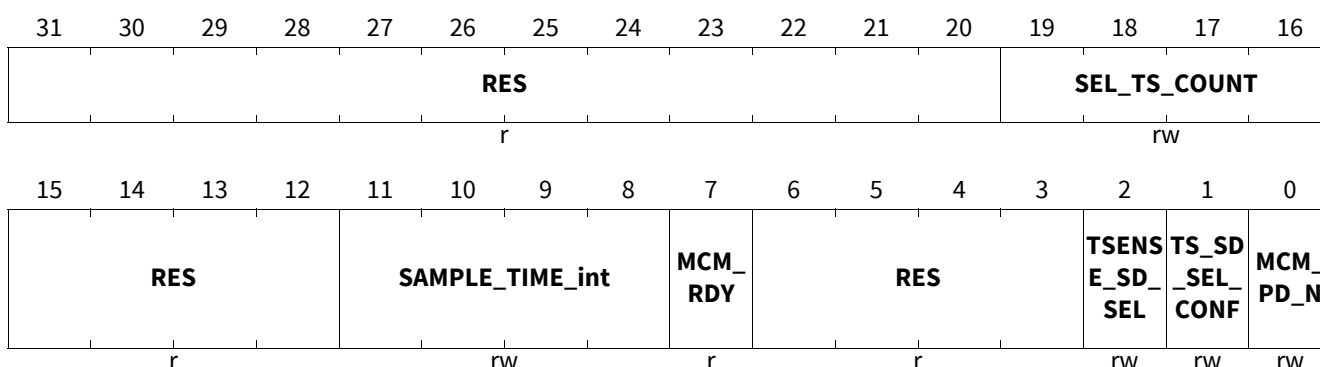 31 30 29 28 27 26 25 24 23 22 21 20 19 18 17 16
RES SEL_TS_COUNT
r rw
15 14 13 12 11 10 9 8 7 6 5 4 3 2 1 0
RES SAMPLE_TIME_int MCM_ RDY RES TSENS E_SD_ SEL TS_SD _SEL_ CONF MCM_ PD_N
r rw r r rw rw rw